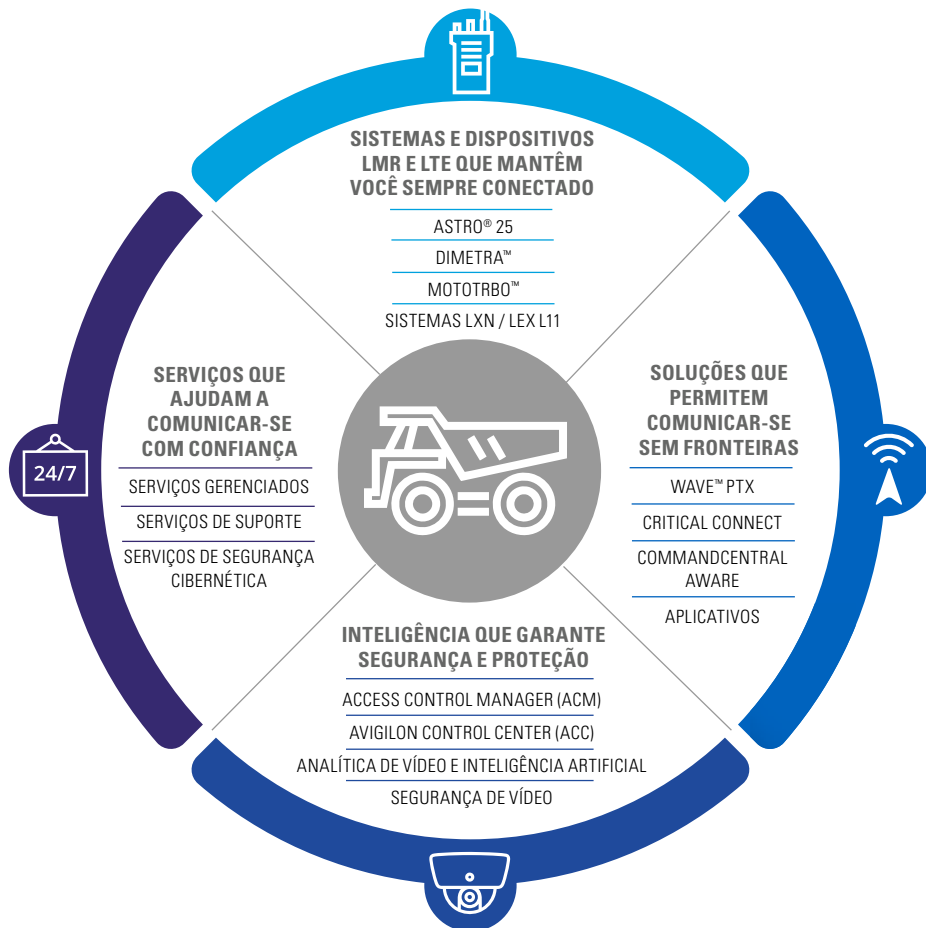 SISTEMAS E DISPOSITIVOS
LMR E LTE QUE MANTÊM
VOCÊ SEMPRE CONECTADO
ASTRO® 25
DIMETRA™
MOTOTRBO™
SISTEMAS LXN / LEX L11
SERVIÇOS QUE
AJUDAM A
COMUNICAR-SE
COM CONFIANÇA
24/7
SERVIÇOS GERENCIADOS
SERVIÇOS DE SUPORTE
SERVIÇOS DE SEGURANÇA
CIBERNÉTICA
SOLUÇÕES QUE
PERMITEM
COMUNICAR-SE
SEM FRONTEIRAS
WAVE™ PTX
CRITICAL CONNECT
COMMANDCENTRAL
AWARE
APLICATIVOS
INTELIGÊNCIA QUE GARANTE
SEGURANÇA E PROTEÇÃO
ACCESS CONTROL MANAGER (ACM)
AVIGILON CONTROL CENTER (ACC)
ANALÍTICA DE VÍDEO E INTELIGÊNCIA ARTIFICIAL
SEGURANÇA DE VÍDEO